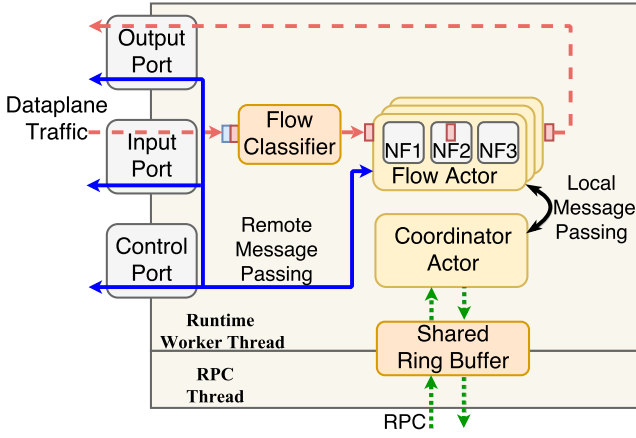 Output
Port
Dataplane
Traffic
Input
Port
Control
Port
Flow
Classifier
NF1
NF2
NF3
Flow Actor
Local
Message
Passing
Remote
Message
Passing
Coordinator
Actor
Runtime
Worker Thread
Shared
Ring Buffer
RPC
Thread
RPC